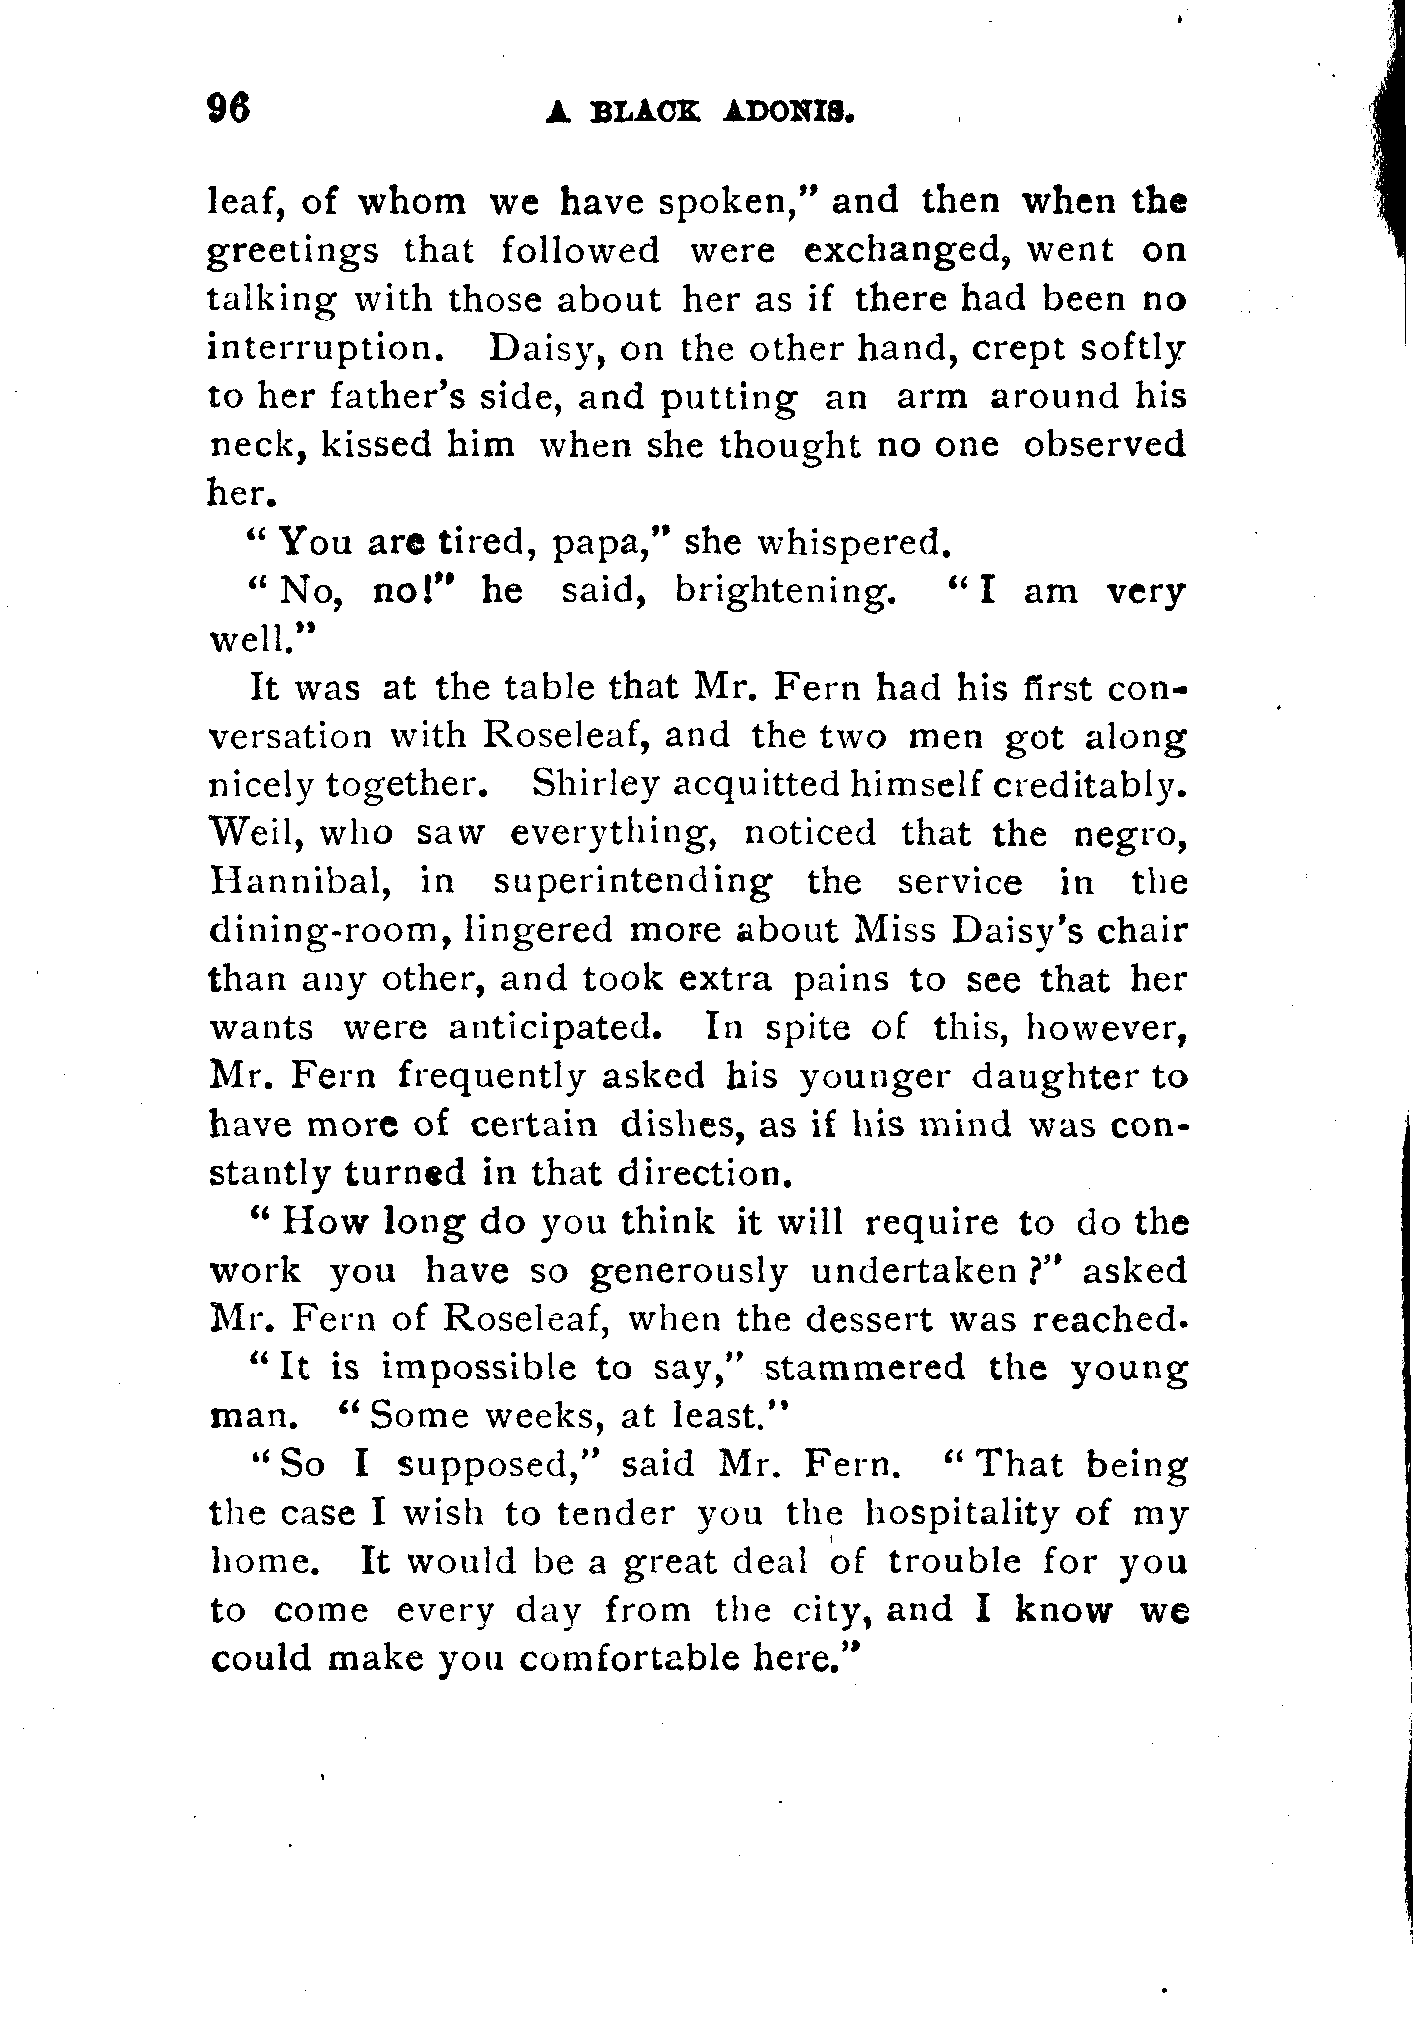 96 A BLACK ADONIS.
leaf, of whom we have spoken," and then when the
greetings that followed were exchanged, went on
talking with those about her as if there had been no
interruption. Daisy, on the other hand, crept softly
to her father's side, and putting an arm around his
neck, kissed him when she thought no one observed
her.
" You are tired, papa," she whispered.
" No, no!" he said, brightening. " I am very
well."
It was at the table that Mr. Fern had his first con-
versation with Roseleaf, and the two men got along
nicely together. Shirley acquitted himself creditably.
Weil, who saw everything, noticed that the negro,
Hannibal, in superintending the service in the
dining-room, lingered more about Miss Daisy's chair
than any other, and took extra pains to see that her
wants were anticipated. In spite of this, however,
Mr. Fern frequently asked his younger daughter to
have more of certain dishes, as if his mind was con-
stantly turned in that direction.
" How long do you think it will require to do the
work you have so generously undertaken ?" asked
Mr. Fern of Roseleaf, when the dessert was reached.
" It is impossible to say," stammered the young
man. " Some weeks, at least."
" So I supposed," said Mr. Fern. " That being
the case I wish to tender you the hospitality of my
home. It would be a great deal of trouble for you
to come every day from the city, and I know we
could make you comfortable here."